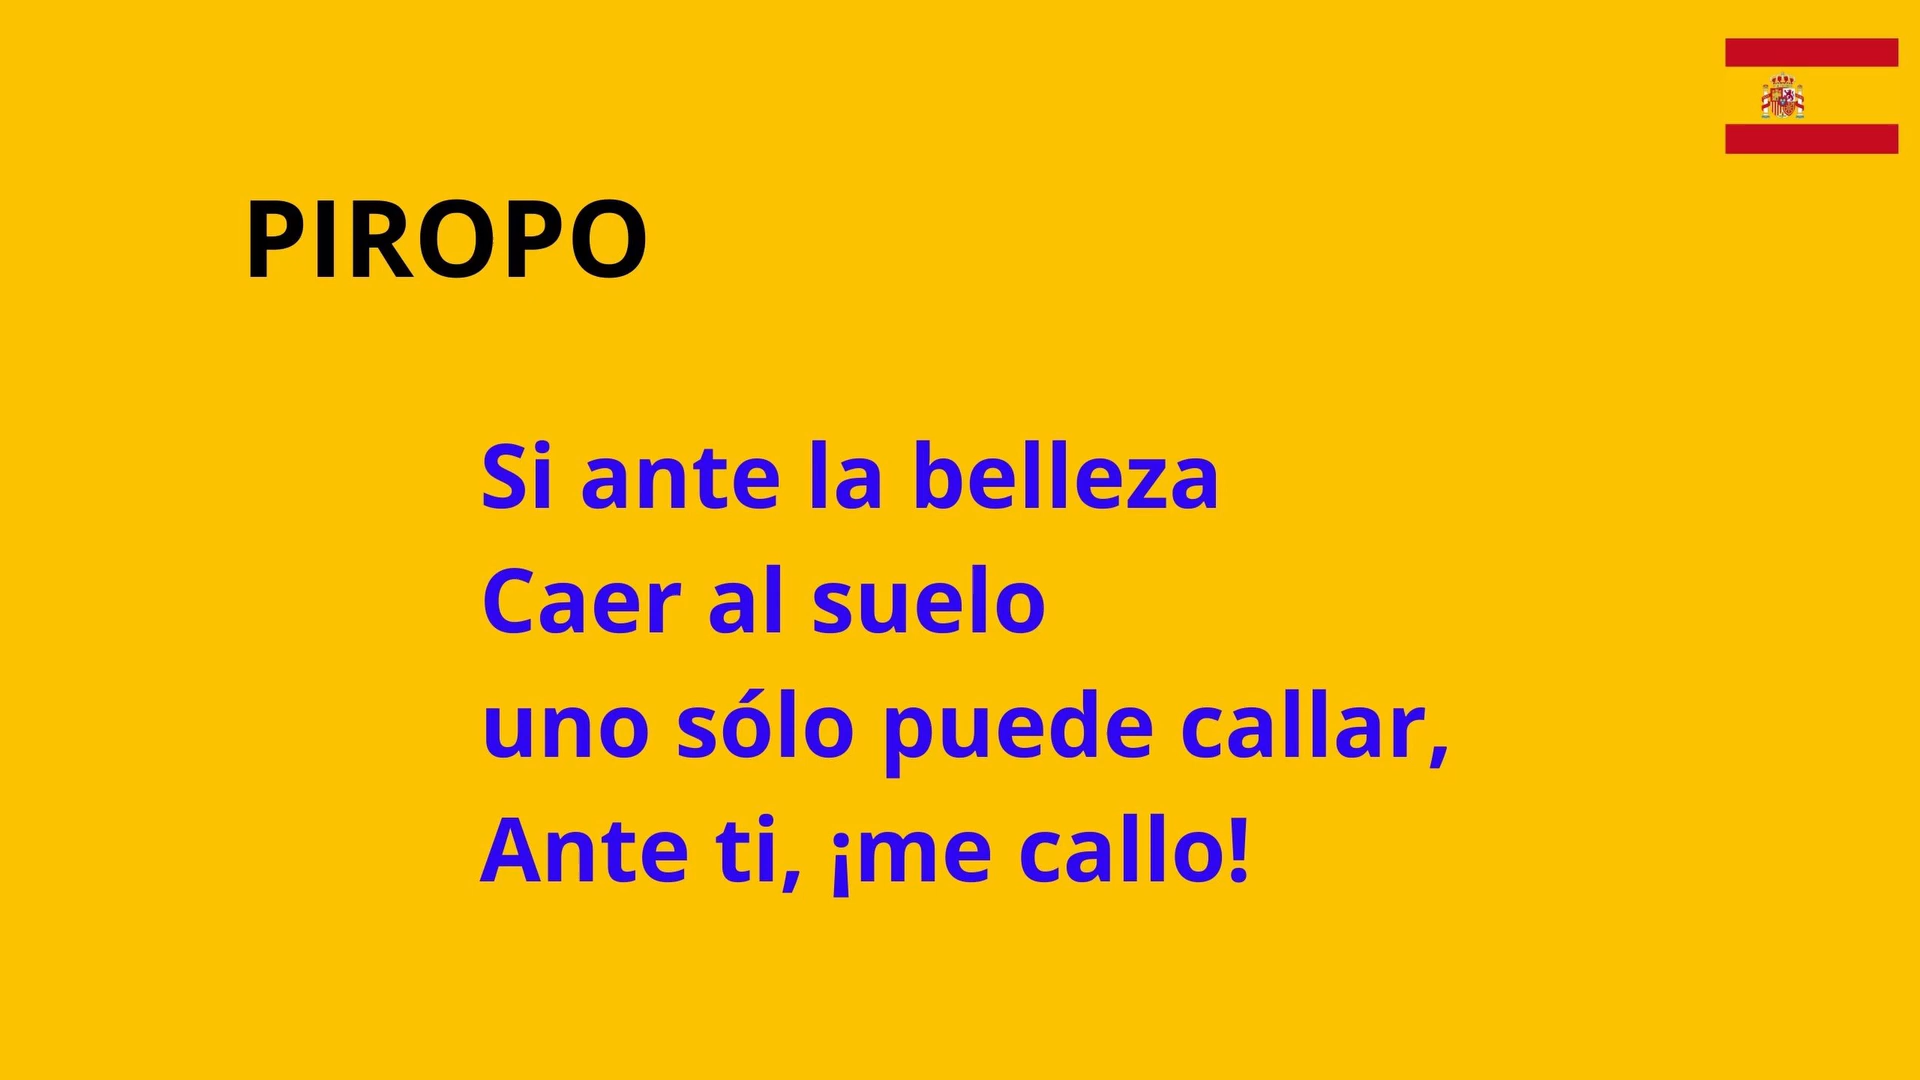 PIROPO
Si ante la belleza
Caer al suelo
uno sólo puede callar,
Ante ti, ¡me callo!